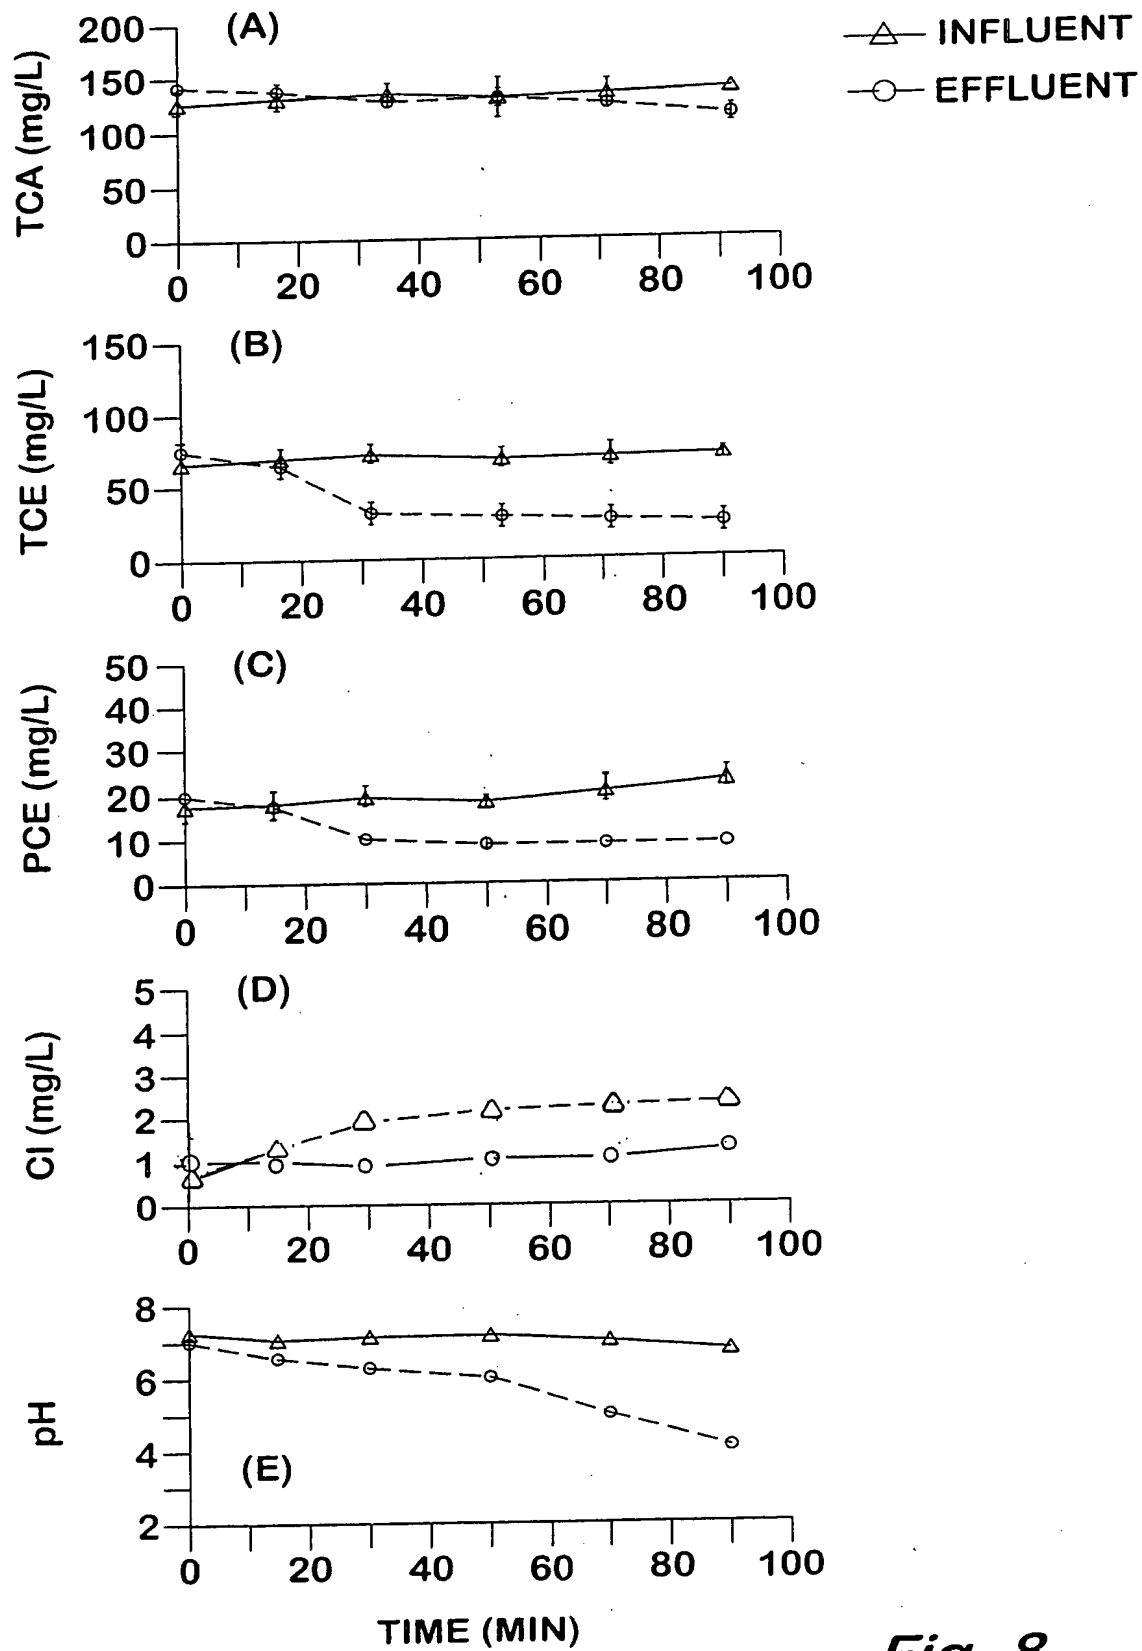 (A)
INFLUENT
EFFLUENT
TCA (mg/L)
200
150
100
50
0
0 20 40 60 80 100
(B)
TCE (mg/L)
150
100
50
0
0 20 40 60 80 100
(C)
PCE (mg/L)
50
40
30
20
10
0
0 20 40 60 80 100
(D)
Cl (mg/L)
5
4
3
2
1
0
0 20 40 60 80 100
pH
8
6
4
2
(E)
0 20 40 60 80 100
TIME (MIN)
Fig. 8